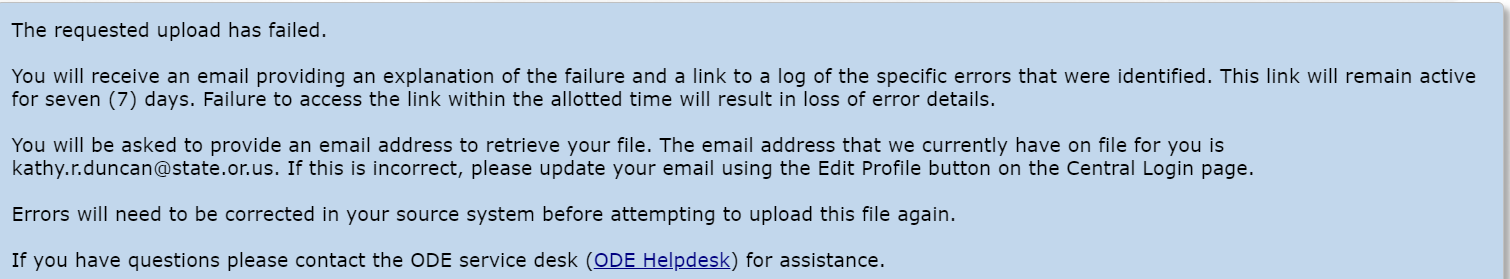 The requested upload has failed.
You will receive an email providing an explanation of the failure and a link to a log of the specific errors that were identified. This link will remain active
for seven (7) days. Failure to access the link within the allotted time will result in loss of error details.
You will be asked to provide an email address to retrieve your file. The email address that we currently have on file for you is
kathy.r.duncan@state.or.us. If this is incorrect, please update your email using the Edit Profile button on the Central Login page.
Errors will need to be corrected in your source system before attempting to upload this file again.
If you have questions please contact the ODE service desk (ODE Helpdesk) for assistance.